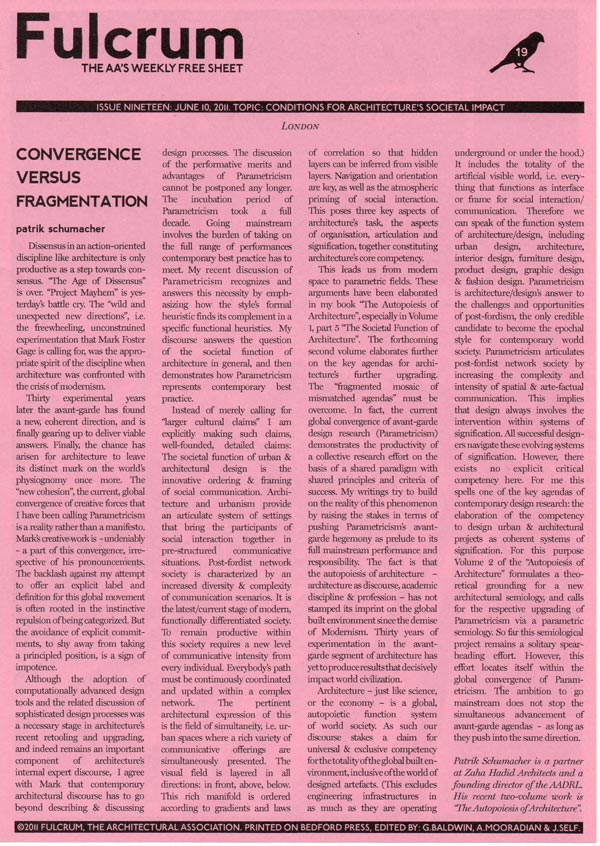 Fulcrum
THE AA'S WEEKLY FREE SHEET
19
ISSUE NINETEEN: JUNE 10, 2011. TOPIC: CONDITIONS FOR ARCHITECTURE'S SOCIETAL IMPACT
LONDON
CONVERGENCE
VERSUS
FRAGMENTATION
patrik schumacher
Dissensus in an action-oriented
discipline like architecture is only
productive as a step towards con-
sensus. "The Age of Dissensus"
is over. "Project Mayhem" is yes-
terday's battle cry. The "wild and
unexpected new directions", i.e.
the freewheeling, unconstrained
experimentation that Mark Foster
Gage is calling for, was the appro-
priate spirit of the discipline when
architecture was confronted with
the crisis of modernism.
Thirty experimental years
later the avant-garde has found
a new, coherent direction, and is
finally gearing up to deliver viable
answers. Finally, the chance has
arisen for architecture to leave
its distinct mark on the world's
physiognomy once more. The
"new cohesion", the current, global
convergence of creative forces that
I have been calling Parametricism
is a reality rather than a manifesto.
Mark's creative work is - undeniably
- a part of this convergence, irre-
spective of his pronouncements.
The backlash against my attempt
to offer an explicit label and
definition for this global movement
is often rooted in the instinctive
repulsion of being categorized. But
the avoidance of explicit commit-
ments, to shy away from taking
a principled position, is a sign of
impotence.
Although the adoption of
computationally advanced design
tools and the related discussion of
sophisticated design processes was
a necessary stage in architecture's
recent retooling and upgrading,
and indeed remains an important
component of architecture's
internal expert discourse, I agree
with Mark that contemporary
architectural discourse has to go
beyond describing & discussing
design processes. The discussion
of the performative merits and
advantages of Parametricism
cannot be postponed any longer.
The incubation period of
Parametricism took a full
decade. Going mainstream
involves the burden of taking on
the full range of performances
contemporary best practice has to
meet. My recent discussion of
Parametricism recognizes and
answers this necessity by emph-
asizing how the style's formal
heuristic finds its complement in a
specific functional heuristics. My
discourse answers the question
of the societal function of
architecture in general, and then
demonstrates how Parametricism
represents contemporary best
practice.
Instead of merely calling for
"larger cultural claims" I am
explicitly making such claims,
well-founded, detailed claims:
The societal function of urban &
architectural design is the
innovative ordering & framing
of social communication. Archi-
tecture and urbanism provide
an articulate system of settings
that bring the participants of
social interaction together in
pre-structured communicative
situations. Post-fordist network
society is characterized by an
increased diversity & complexity
of communication scenarios. It is
the latest/current stage of modern,
functionally differentiated society.
To remain productive within
this society requires a new level
of communicative intensity from
every individual. Everybody's path
must be continuously coordinated
and updated within a complex
network. The pertinent
architectural expression of this
is the field of simultaneity, i.e. ur-
ban spaces where a rich variety of
communicative offerings are
simultaneously presented. The
visual field is layered in all
directions: in front, above, below.
This rich manifold is ordered
according to gradients and laws
of correlation so that hidden
layers can be inferred from visible
layers. Navigation and orientation
are key, as well as the atmospheric
priming of social interaction.
This poses three key aspects of
architecture's task, the aspects
of organisation, articulation and
signification, together constituting
architecture's core competency.
This leads us from modern
space to parametric fields. These
arguments have been elaborated
in my book "The Autopoiesis of
Architecture", especially in Volume
1, part 5 "The Societal Function of
Architecture". The forthcoming
second volume elaborates further
on the key agendas for archi-
tecture's further upgrading.
The "fragmented mosaic of
mismatched agendas" must be
overcome. In fact, the current
global convergence of avant-garde
design research (Parametricism)
demonstrates the productivity of
a collective research effort on the
basis of a shared paradigm with
shared principles and criteria of
success. My writings try to build
on the reality of this phenomenon
by raising the stakes in terms of
pushing Parametricism's avant-
garde hegemony as prelude to its
full mainstream performance and
responsibility. The fact is that
the autopoiesis of architecture –
architecture as discourse, academic
discipline & profession – has not
stamped its imprint on the global
built environment since the demise
of Modernism. Thirty years of
experimentation in the avant-
garde segment of architecture has
yet to produce results that decisively
impact world civilization.
Architecture – just like science,
or the economy – is a global,
autopoietic function system
of world society. As such our
discourse stakes a claim for
universal & exclusive competency
for the totality of the global built en-
vironment, inclusive of the world of
designed artefacts. (This excludes
engineering infrastructures in
as much as they are operating
underground or under the hood.)
It includes the totality of the
artificial visible world, i.e. every-
thing that functions as interface
or frame for social interaction/
communication. Therefore we
can speak of the function system
of architecture/design, including
urban design, architecture,
interior design, furniture design,
product design, graphic design
& fashion design. Parametricism
is architecture/design's answer to
the challenges and opportunities
of post-fordism, the only credible
candidate to become the epochal
style for contemporary world
society. Parametricism articulates
post-fordist network society by
increasing the complexity and
intensity of spatial & arte-factual
communication. This implies
that design always involves the
intervention within systems of
signification. All successful design-
ers navigate these evolving systems
of signification. However, there
exists no explicit critical
competency here. For me this
spells one of the key agendas of
contemporary design research: the
elaboration of the competency
to design urban & architectural
projects as coherent systems of
signification. For this purpose
Volume 2 of the "Autopoiesis of
Architecture" formulates a theo-
retical grounding for a new
architectural semiology, and calls
for the respective upgrading of
Parametricism via a parametric
semiology. So far this semiological
project remains a solitary spear-
heading effort. However, this
effort locates itself within the
global convergence of Param-
etricism. The ambition to go
mainstream does not stop the
simultaneous advancement of
avant-garde agendas - as long as
they push into the same direction.
Patrik Schumacher is a partner
at Zaha Hadid Architects and a
founding director of the AADRL.
His recent two-volume work is
"The Autopoiesis of Architecture".
©2011 FULCRUM, THE ARCHITECTURAL ASSOCIATION. PRINTED ON BEDFORD PRESS, EDITED BY: G.BALDWIN, A.MOORADIAN & J.SELF.